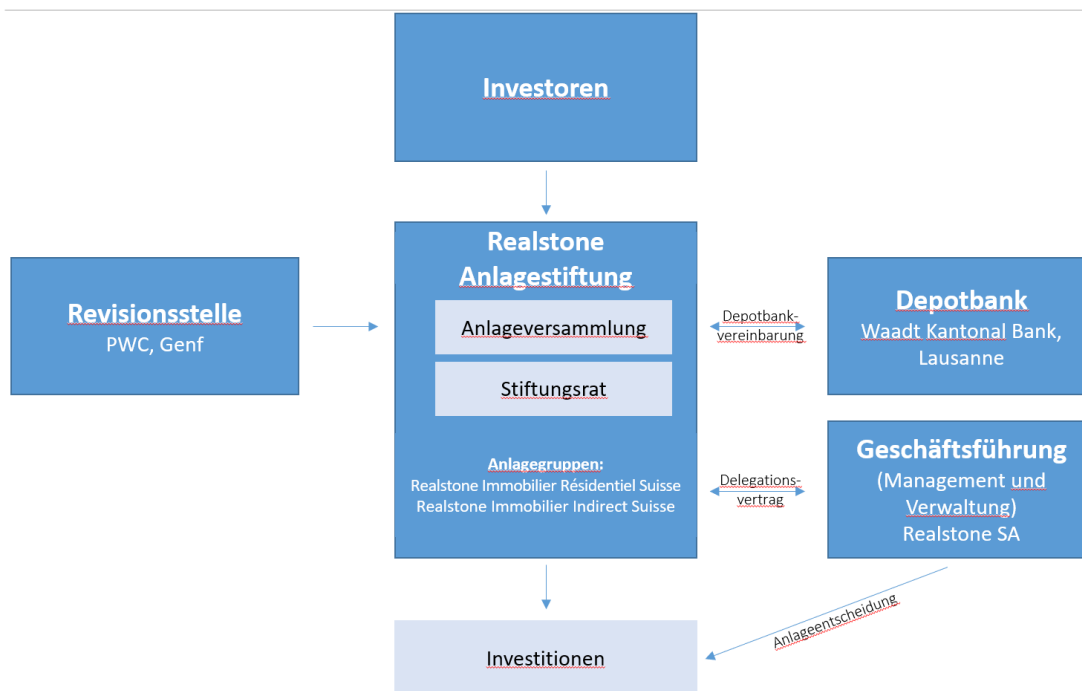 Investoren
Realstone
Anlagestiftung
Anlageversammlung
Stiftungsrat
Anlagegruppen:
Realstone Immobilier Résidentiel Suisse
Realstone Immobilier Indirect Suisse
Revisionsstelle
PWC, Genf
Depotbank-
vereinbarung
Depotbank
Waadt Kantonal Bank,
Lausanne
Delegations-
vertrag
Geschäftsführung
(Management und
Verwaltung)
Realstone SA
Anlageentscheidung
Investitionen